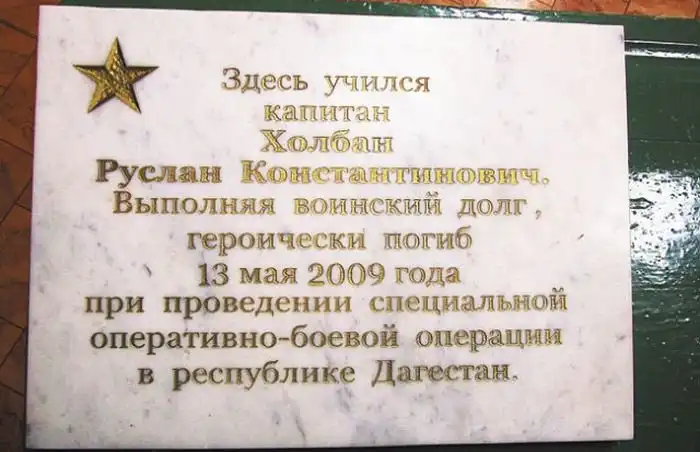 Здесь учился
капитан
Холбан
Руслан Константинович.
Выполняя воинский долг,
героически погиб
13 мая 2009 года
при проведении специальной
оперативно-боевой операции
в республике Дагестан.